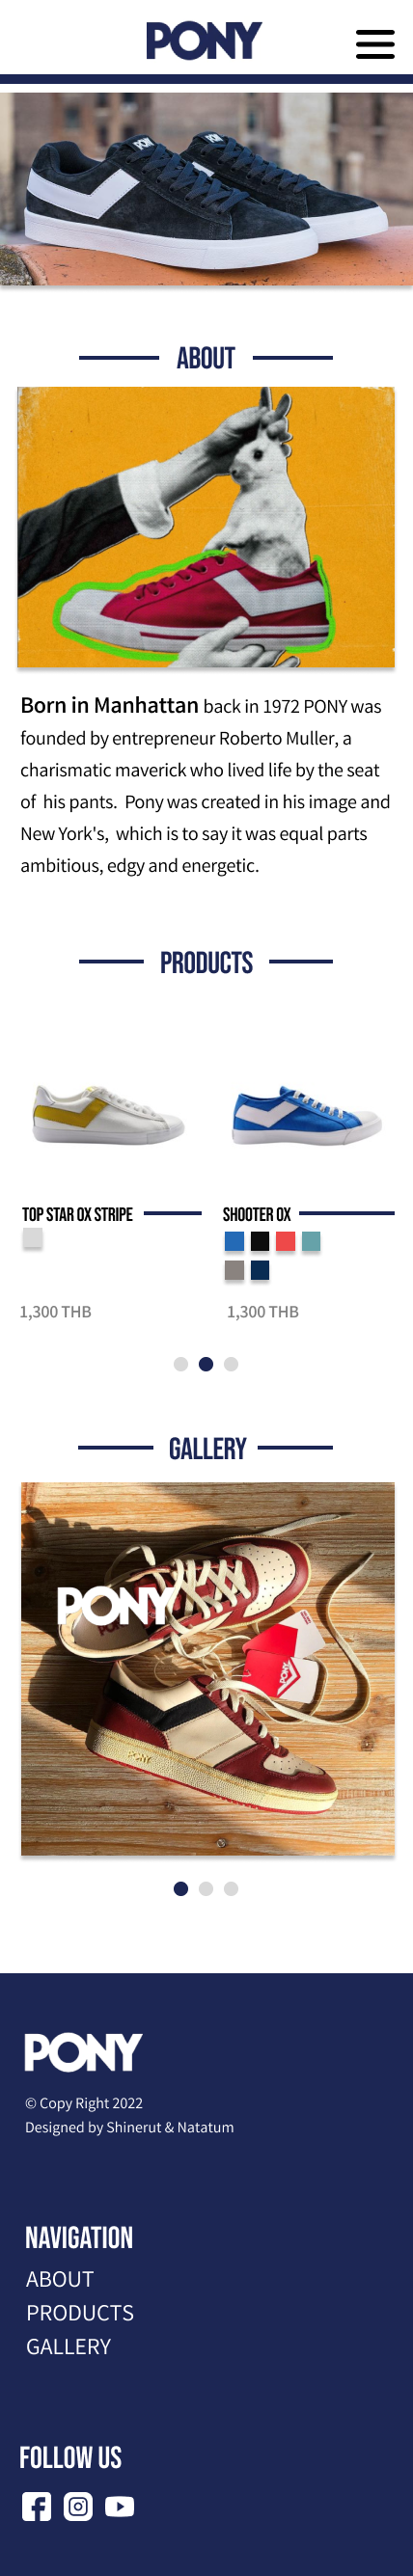 PONY
ABOUT
Born in Manhattan back in 1972 PONY was
founded by entrepreneur Roberto Muller, a
charismatic maverick who lived life by the seat
of his pants. Pony was created in his image and
New York's, which is to say it was equal parts
ambitious, edgy and energetic.
PRODUCTS
TOP STAR OX STRIPE
SHOOTER OX
1,300 THB
1,300 THB
GALLERY
PONY
PONY
© Copy Right 2022
Designed by Shinerut & Natatum
NAVIGATION
ABOUT
PRODUCTS
GALLERY
FOLLOW US